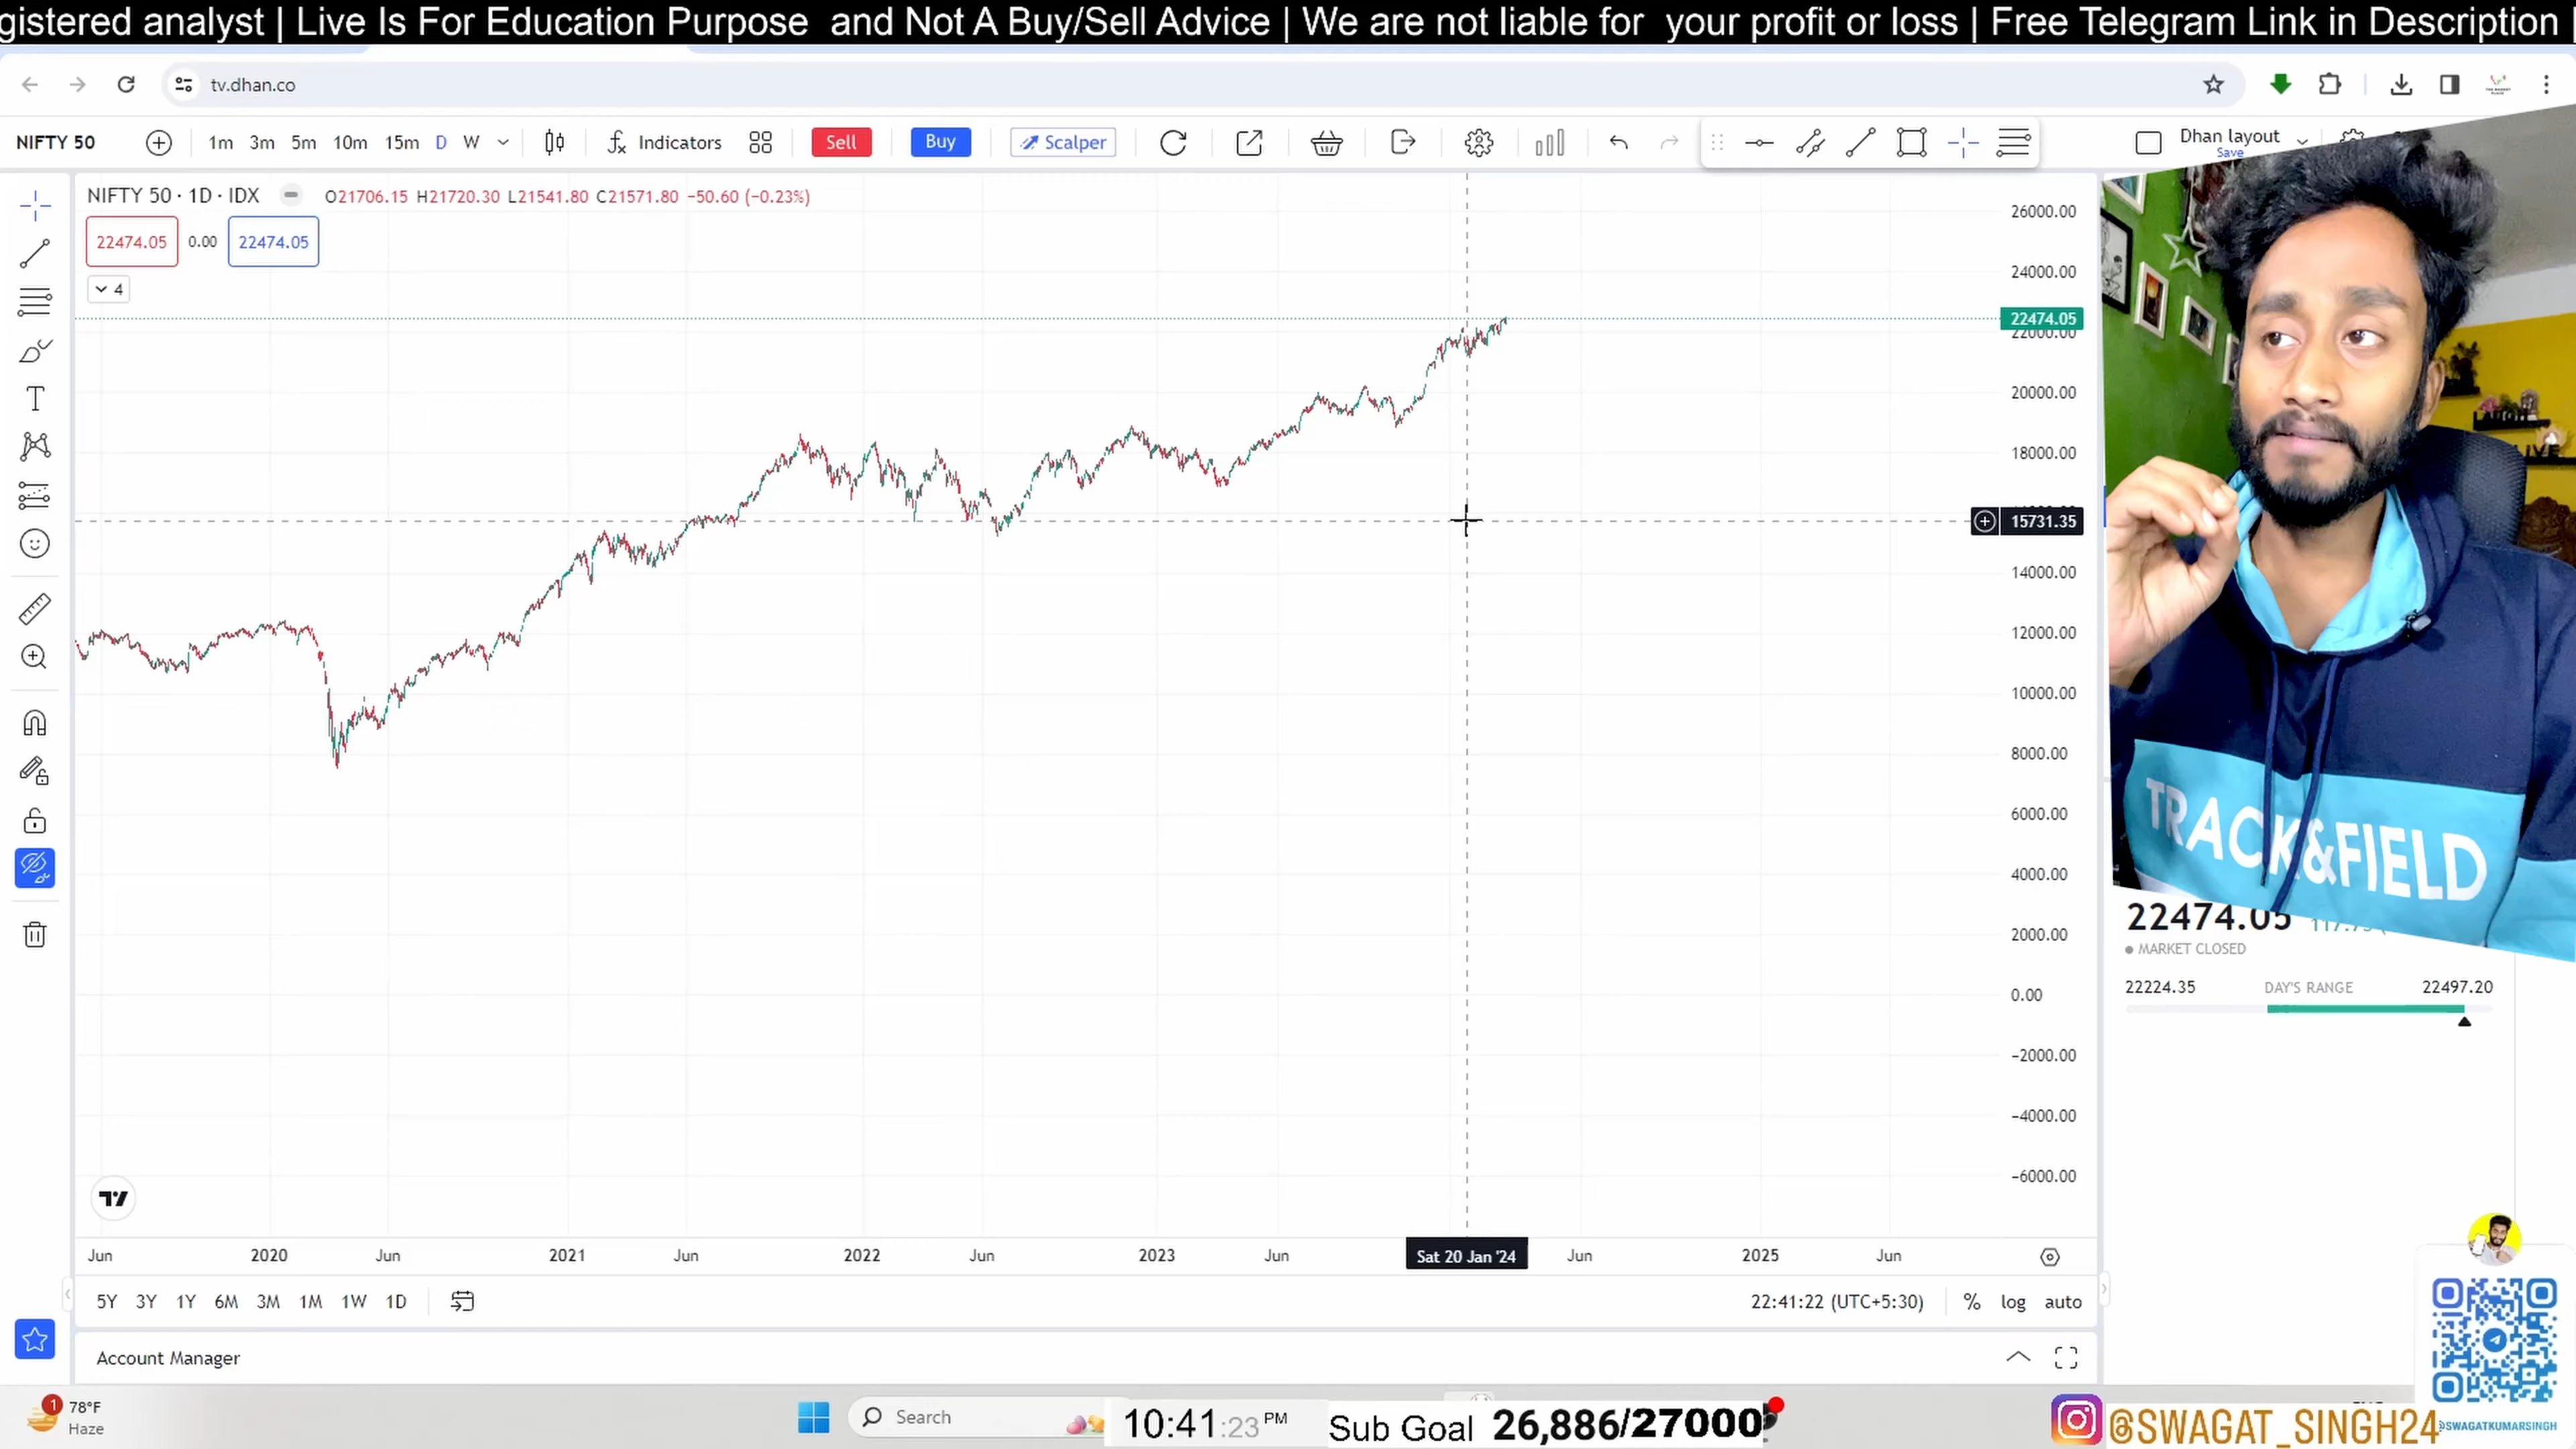 gistered analyst | Live Is For Education Purpose and Not A Buy/Sell Advice | We are not liable for your profit or loss | Free Telegram Link in Description |
tv.dhan.co
NIFTY 50 1m 3m 5m 10m 15m D W Indicators Sell Buy Scalper Dhan layout
Save
NIFTY 50 · 1D · IDX O21706.15 H21720.30 L21541.80 C21571.80 −50.60 (−0.23%)
22474.05 0.00 22474.05
4
26000.00
24000.00
22474.05
22000.00
20000.00
18000.00
15731.35
14000.00
12000.00
10000.00
8000.00
6000.00
4000.00
2000.00
0.00
−2000.00
−4000.00
−6000.00
TRACK&FIELD
22474.05
MARKET CLOSED
22224.35 DAY'S RANGE 22497.20
Jun 2020 Jun 2021 Jun 2022 Jun 2023 Jun Sat 20 Jan '24 Jun 2025 Jun
5Y 3Y 1Y 6M 3M 1M 1W 1D 22:41:22 (UTC+5:30) % log auto
Account Manager
1 78°F
Haze
Search
10:41:23 PM
Sub Goal 26,886/27000
@SWAGAT_SINGH24
@SWAGATKUMARSINGH